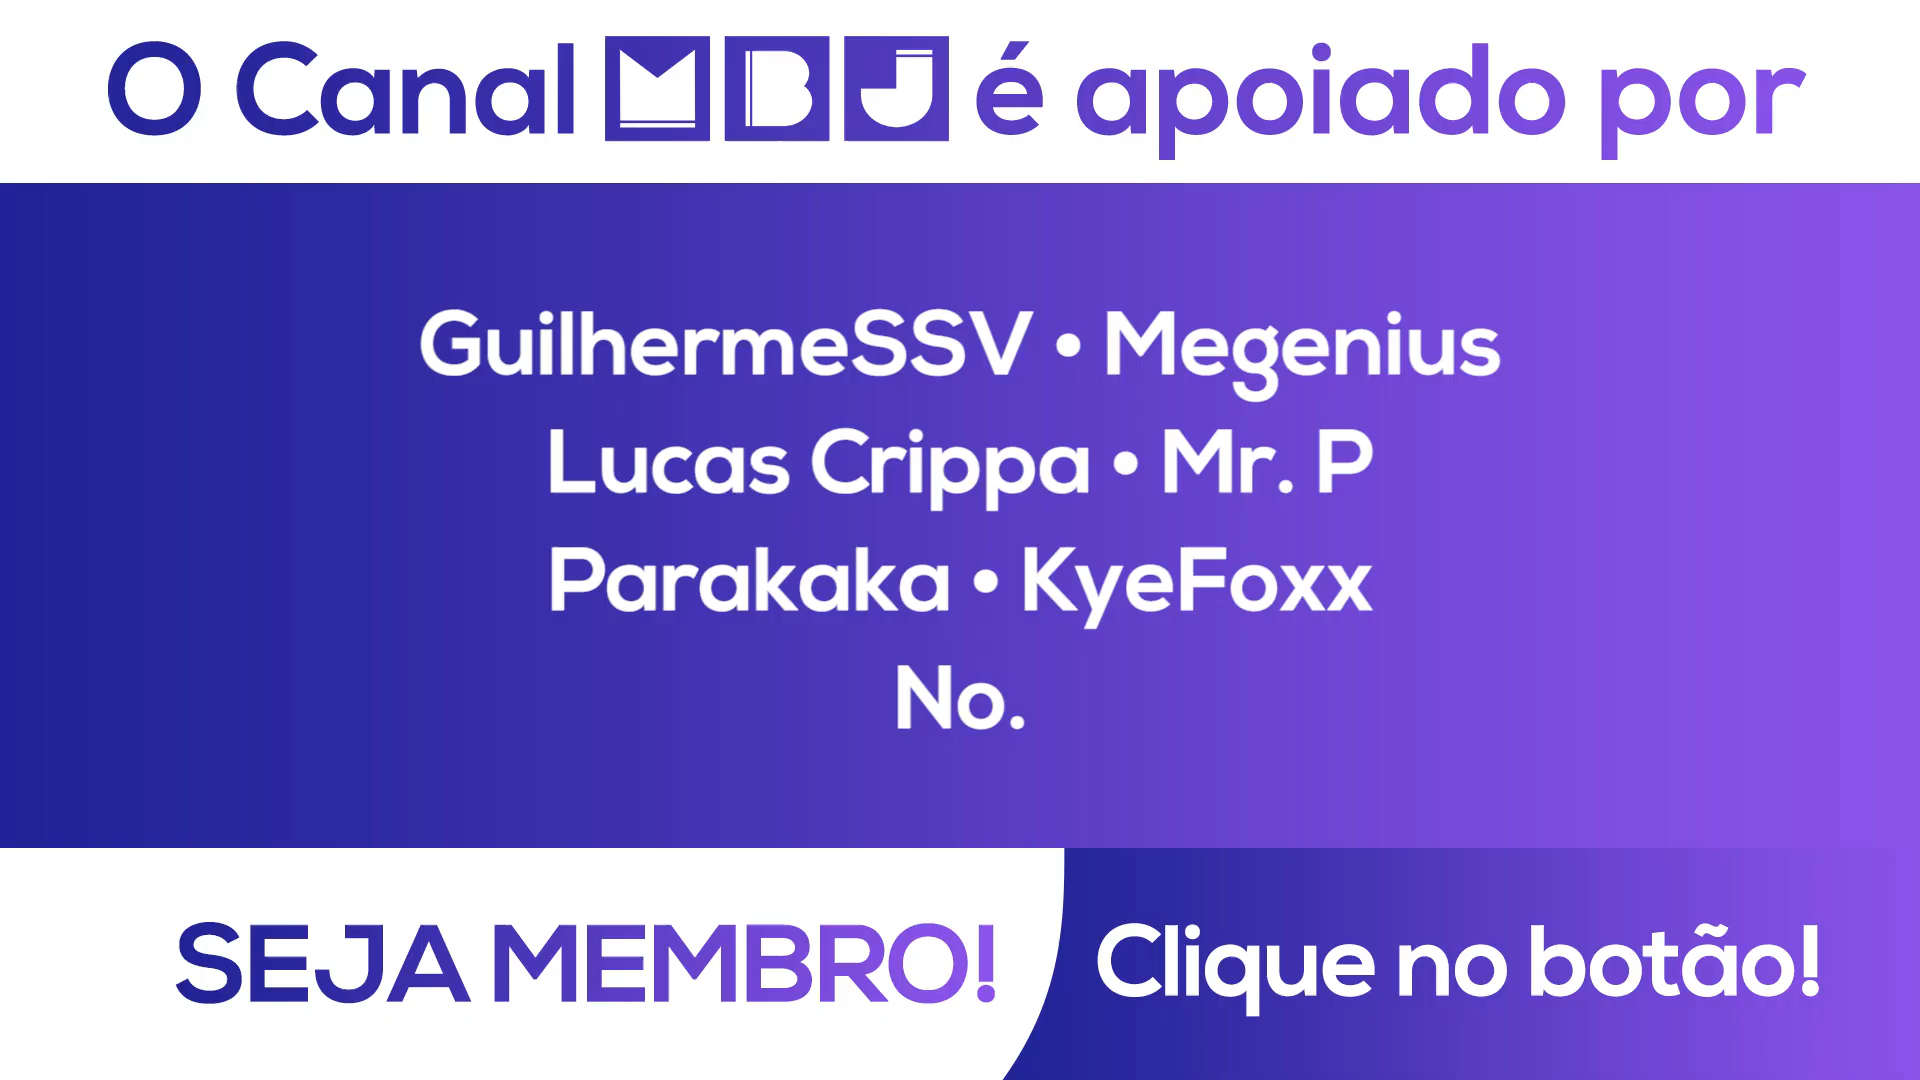 O Canal MBJ é apoiado por
GuilhermeSSV • Megenius
Lucas Crippa • Mr. P
Parakaka • KyeFoxx
No.
SEJA MEMBRO!
Clique no botão!